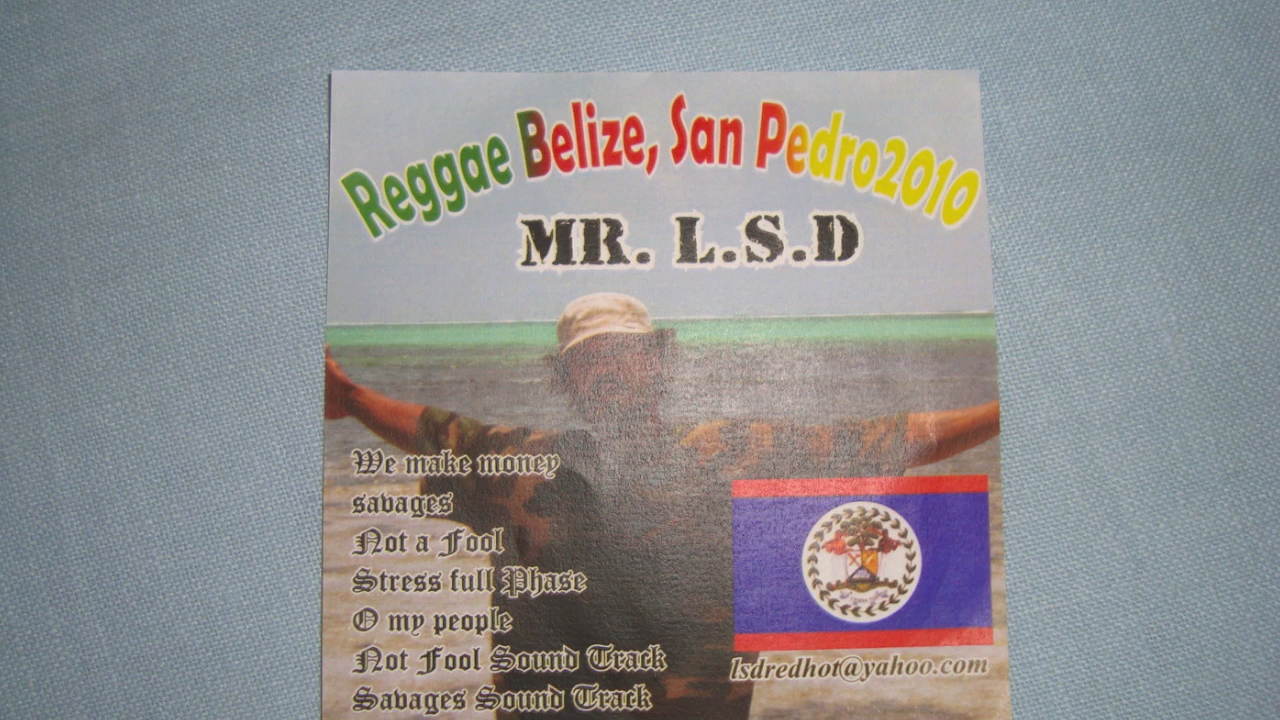 Reggae Belize, San Pedro2010
MR. L.S.D
We make money
savages
Not a Fool
Stress full Phase
O my people
Not Fool Sound Track
Savages Sound Track
lsdredhot@yahoo.com